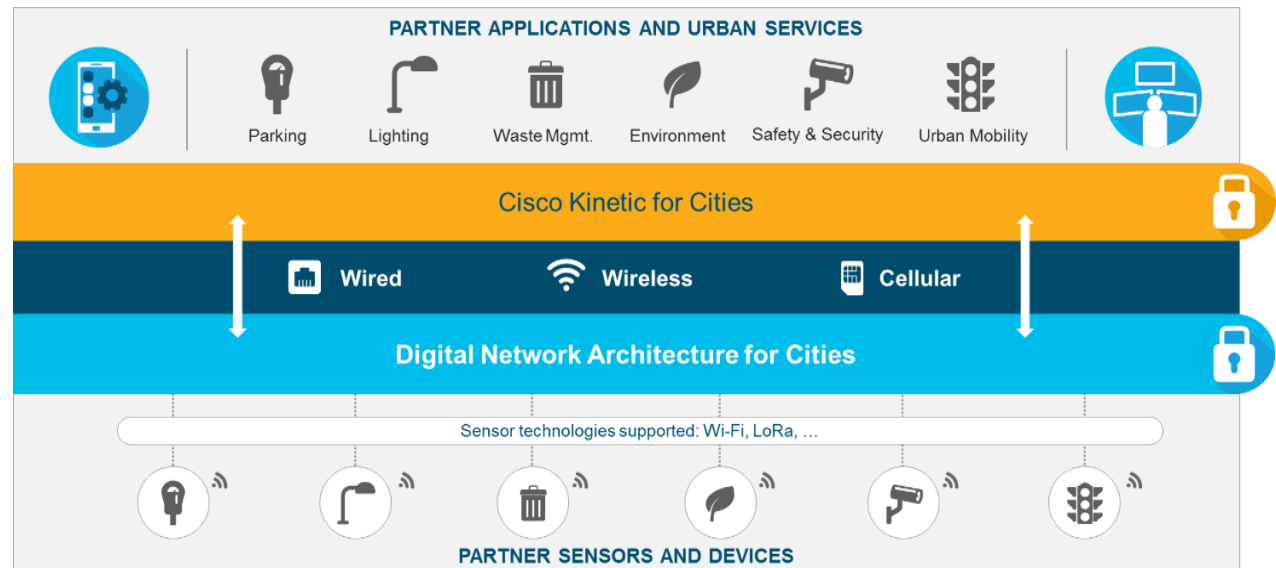 PARTNER APPLICATIONS AND URBAN SERVICES
Parking
Lighting
Waste Mgmt.
Environment
Safety & Security
Urban Mobility
Cisco Kinetic for Cities
Wired
Wireless
Cellular
Digital Network Architecture for Cities
Sensor technologies supported: Wi-Fi, LoRa, …
PARTNER SENSORS AND DEVICES